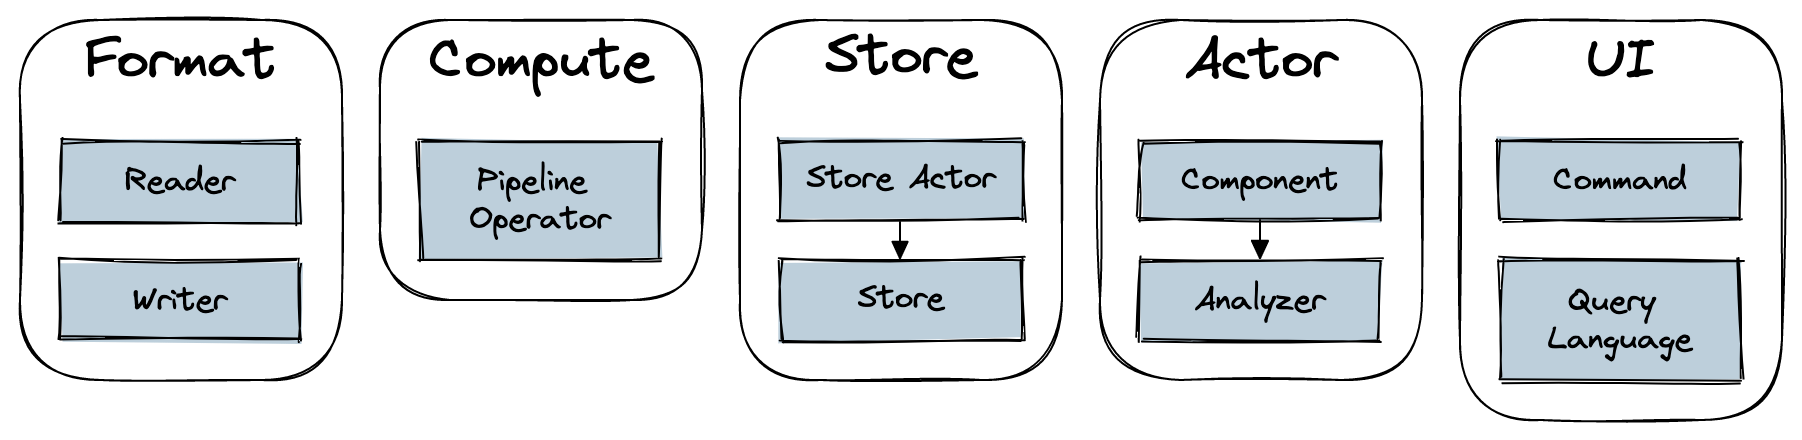 Format
Reader
Writer
Compute
Pipeline
Operator
Store
Store Actor
Store
Actor
Component
Analyzer
UI
Command
Query
Language